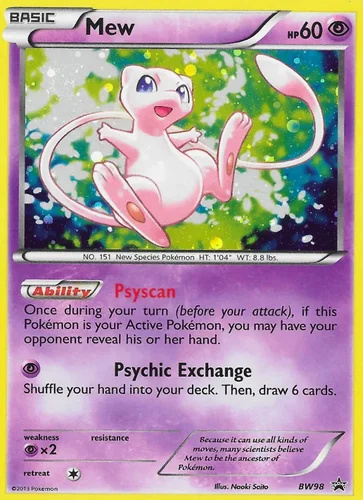 BASIC
Mew
HP60
NO. 151 New Species Pokémon HT: 1'04" WT: 8.8 lbs.
Ability Psyscan
Once during your turn (before your attack), if this
Pokémon is your Active Pokémon, you may have your
opponent reveal his or her hand.
Psychic Exchange
Shuffle your hand into your deck. Then, draw 6 cards.
weakness resistance
×2
retreat
Because it can use all kinds
of moves, many scientists believe
Mew to be the ancestor of
Pokémon.
©2013 Pokémon
Illus. Naoki Saito
BW98